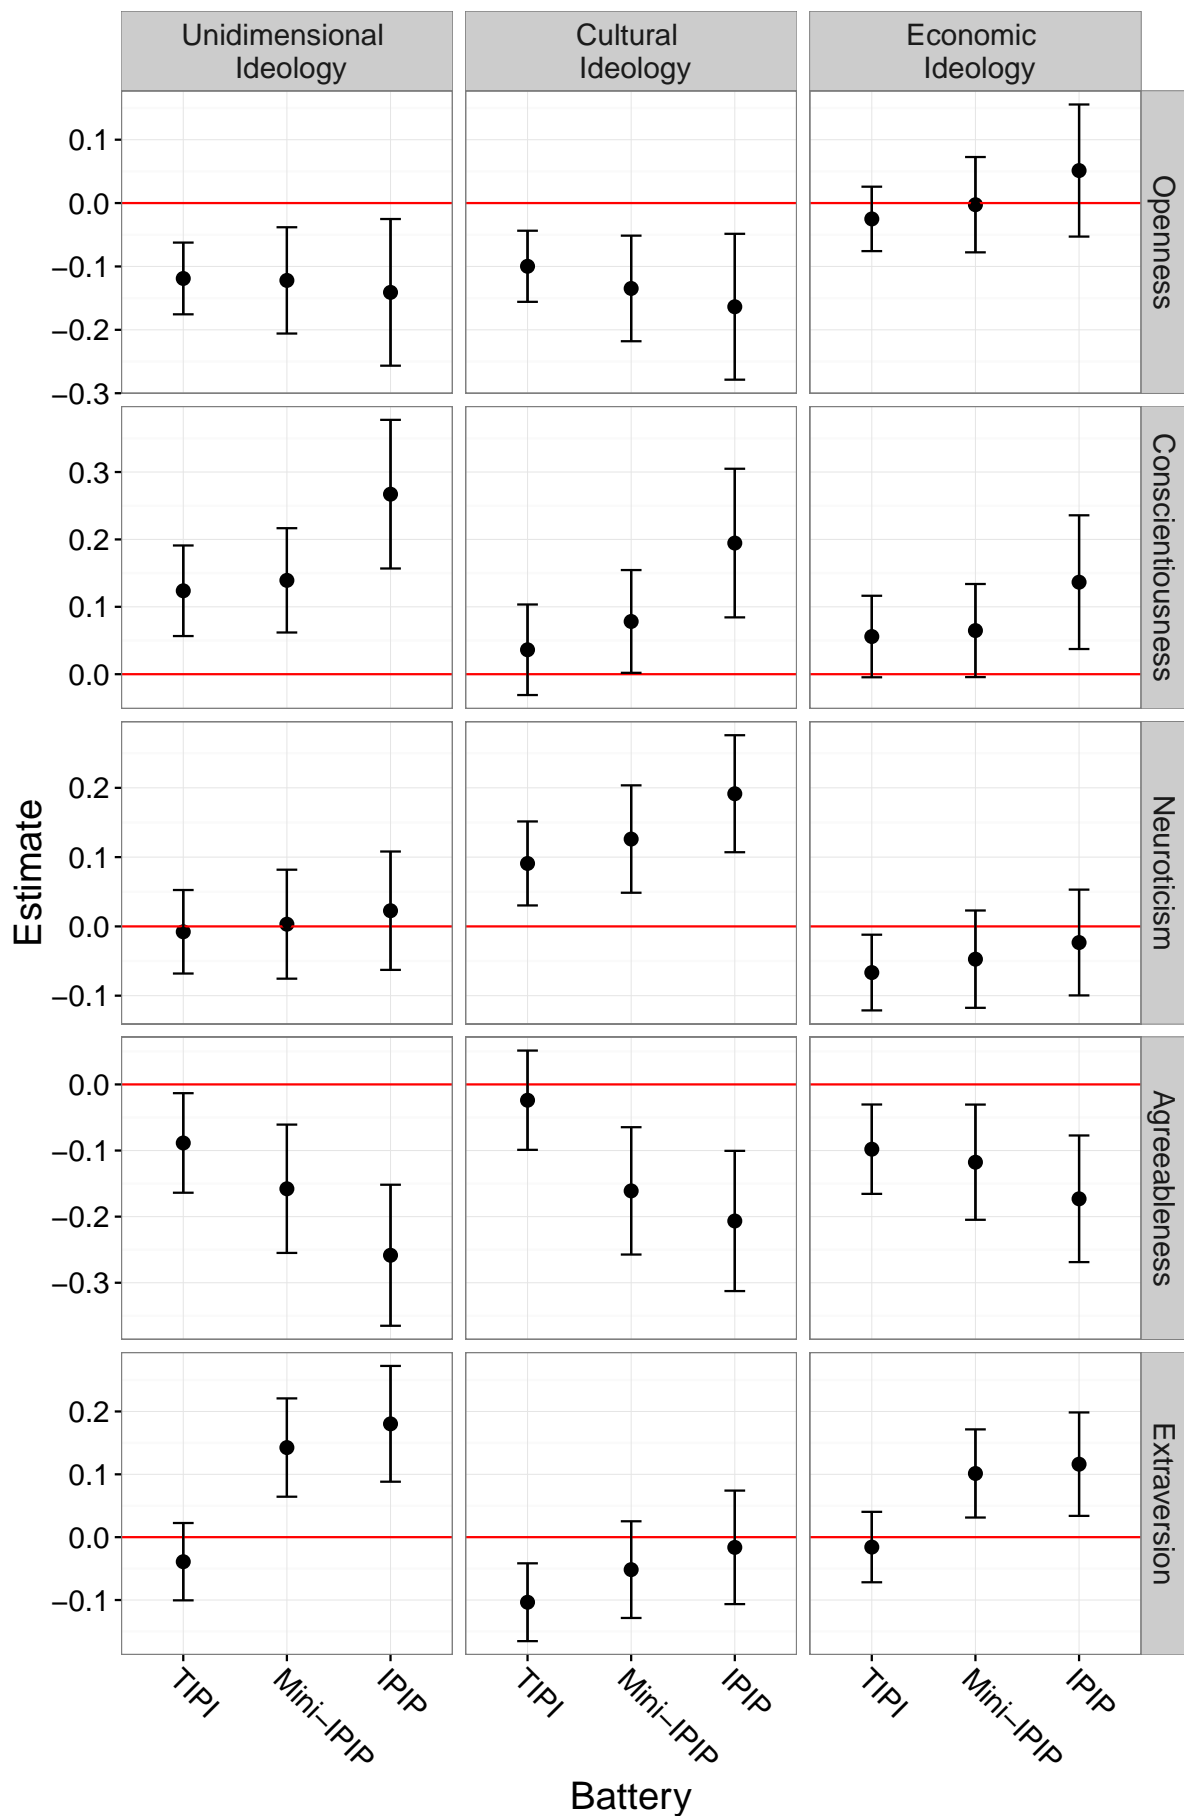 Unidimensional
Ideology
Cultural
Ideology
Economic
Ideology
0.1
0.0
−0.1
−0.2
−0.3
Openness
0.3
0.2
0.1
0.0
Conscientiousness
0.2
0.1
0.0
−0.1
Neuroticism
0.0
−0.1
−0.2
−0.3
Agreeableness
0.2
0.1
0.0
−0.1
Extraversion
Estimate
TIPI
Mini−IPIP
IPIP
TIPI
Mini−IPIP
IPIP
TIPI
Mini−IPIP
IPIP
Battery